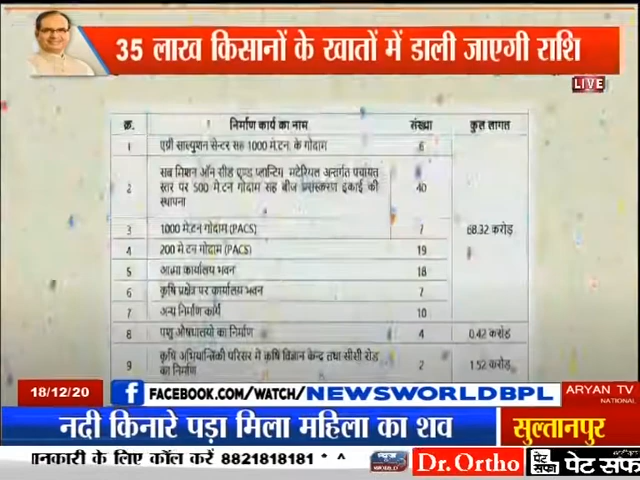 35 लाख किसानों के खातों में डाली जाएगी राशि
LIVE
क्र. निर्माण कार्य का नाम संख्या कुल लागत
1 एग्री साल्युशन सेन्टर सह 1000 मे.टन. के गोदाम 6
सब मिशन ऑन सीड एण्ड प्लान्टिंग मटेरियल अन्तर्गत पंचायत
2 स्तर पर 500 मे.टन गोदाम सह बीज प्रसंस्करण इकाई की 40
स्थापना
3 1000 मे.टन गोदाम (PACS) 7 68.32 करोड़
4 200 मे.टन गोदाम (PACS) 19
5 आत्मा कार्यालय भवन 18
6 कृषि प्रक्षेत्र पर कार्यालय भवन 7
7 अन्य निर्माण कार्य 10
8 पशु औषधालयो का निर्माण 4 0.42 करोड़
9 कृषि अभियान्त्रिकी परिसर मे कृषि विज्ञान केन्द्र तथा सीसी रोड 2 1.52 करोड़
का निर्माण
18/12/20 f FACEBOOK.COM/WATCH/NEWSWORLDBPL ARYAN TV
NATIONAL
नदी किनारे पड़ा मिला महिला का शव सुल्तानपुर
ानकारी के लिए कॉल करें 8821818181 * ^ WORLD Dr. Ortho पेट सफा पेट सफ